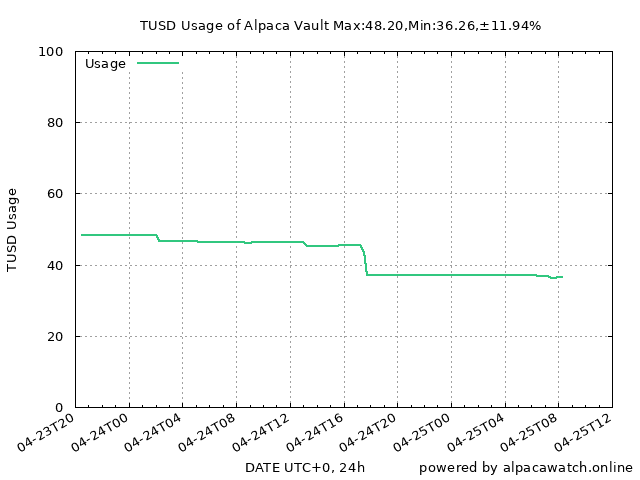 TUSD Usage of Alpaca Vault Max:48.20,Min:36.26,±11.94%
Usage
100
80
60
40
20
0
TUSD Usage
04-23T20
04-24T00
04-24T04
04-24T08
04-24T12
04-24T16
04-24T20
04-25T00
04-25T04
04-25T08
04-25T12
DATE UTC+0, 24h
powered by alpacawatch.online